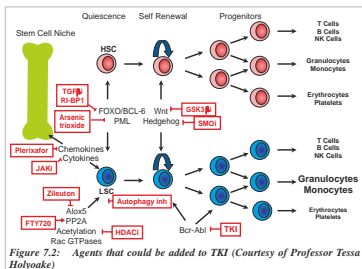 Quiescence Self Renewal Progenitors
Stem Cell Niche
HSC
T Cells
B Cells
NK Cells
Granulocytes
Monocytes
Erythrocytes
Platelets
TGFβi
RI-BP1
Arsenic
trioxide
FOXO/BCL-6
PML
Wnt
Hedgehog
GSK3βi
SMOi
Plerixafor
JAKi
Chemokines
Cytokines
LSC
T Cells
B Cells
NK Cells
Granulocytes
Monocytes
Erythrocytes
Platelets
Zileuton
Autophagy inh
Alox5
PP2A
FTY720
Acetylation
Rac GTPases
HDACi
Bcr-Abl
TKI
Figure 7.2: Agents that could be added to TKI (Courtesy of Professor Tessa
Holyoake)